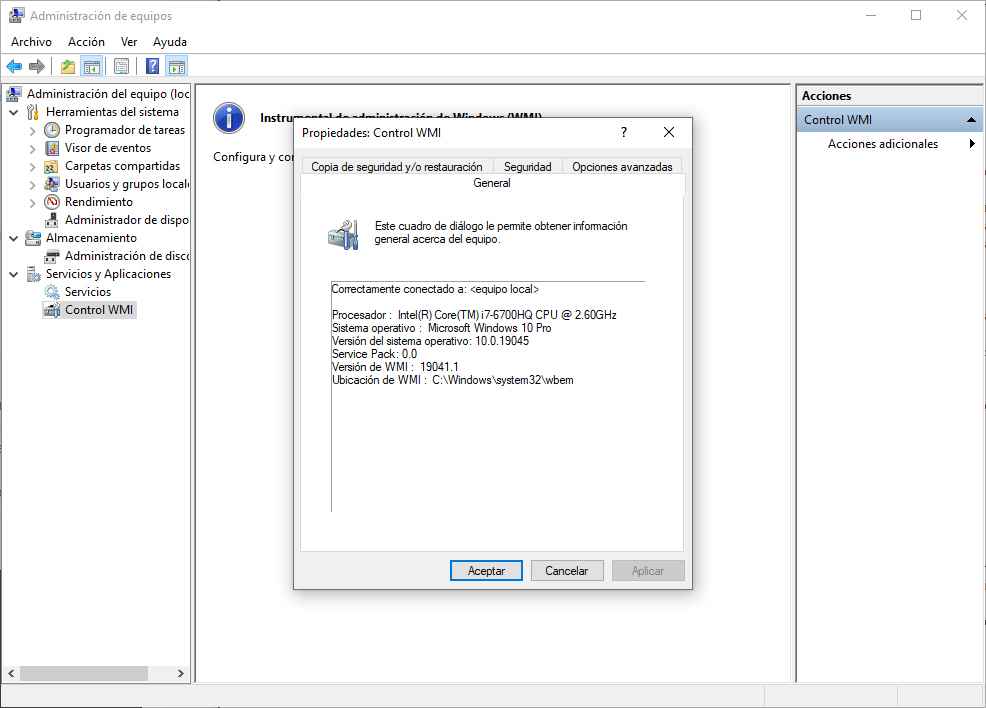 Administración de equipos
Archivo Acción Ver Ayuda
Administración del equipo (loc
Herramientas del sistema
Programador de tareas
Visor de eventos
Carpetas compartidas
Usuarios y grupos locale
Rendimiento
Administrador de dispo
Almacenamiento
Administración de disco
Servicios y Aplicaciones
Servicios
Control WMI
Instrumental de administración de Windows (WMI)
Configura y con
Propiedades: Control WMI
?
Copia de seguridad y/o restauración Seguridad Opciones avanzadas
General
Este cuadro de diálogo le permite obtener información
general acerca del equipo.
Correctamente conectado a: <equipo local>
Procesador : Intel(R) Core(TM) i7-6700HQ CPU @ 2.60GHz
Sistema operativo : Microsoft Windows 10 Pro
Versión del sistema operativo: 10.0.19045
Service Pack: 0.0
Versión de WMI : 19041.1
Ubicación de WMI : C:\Windows\system32\wbem
Aceptar Cancelar Aplicar
Acciones
Control WMI
Acciones adicionales